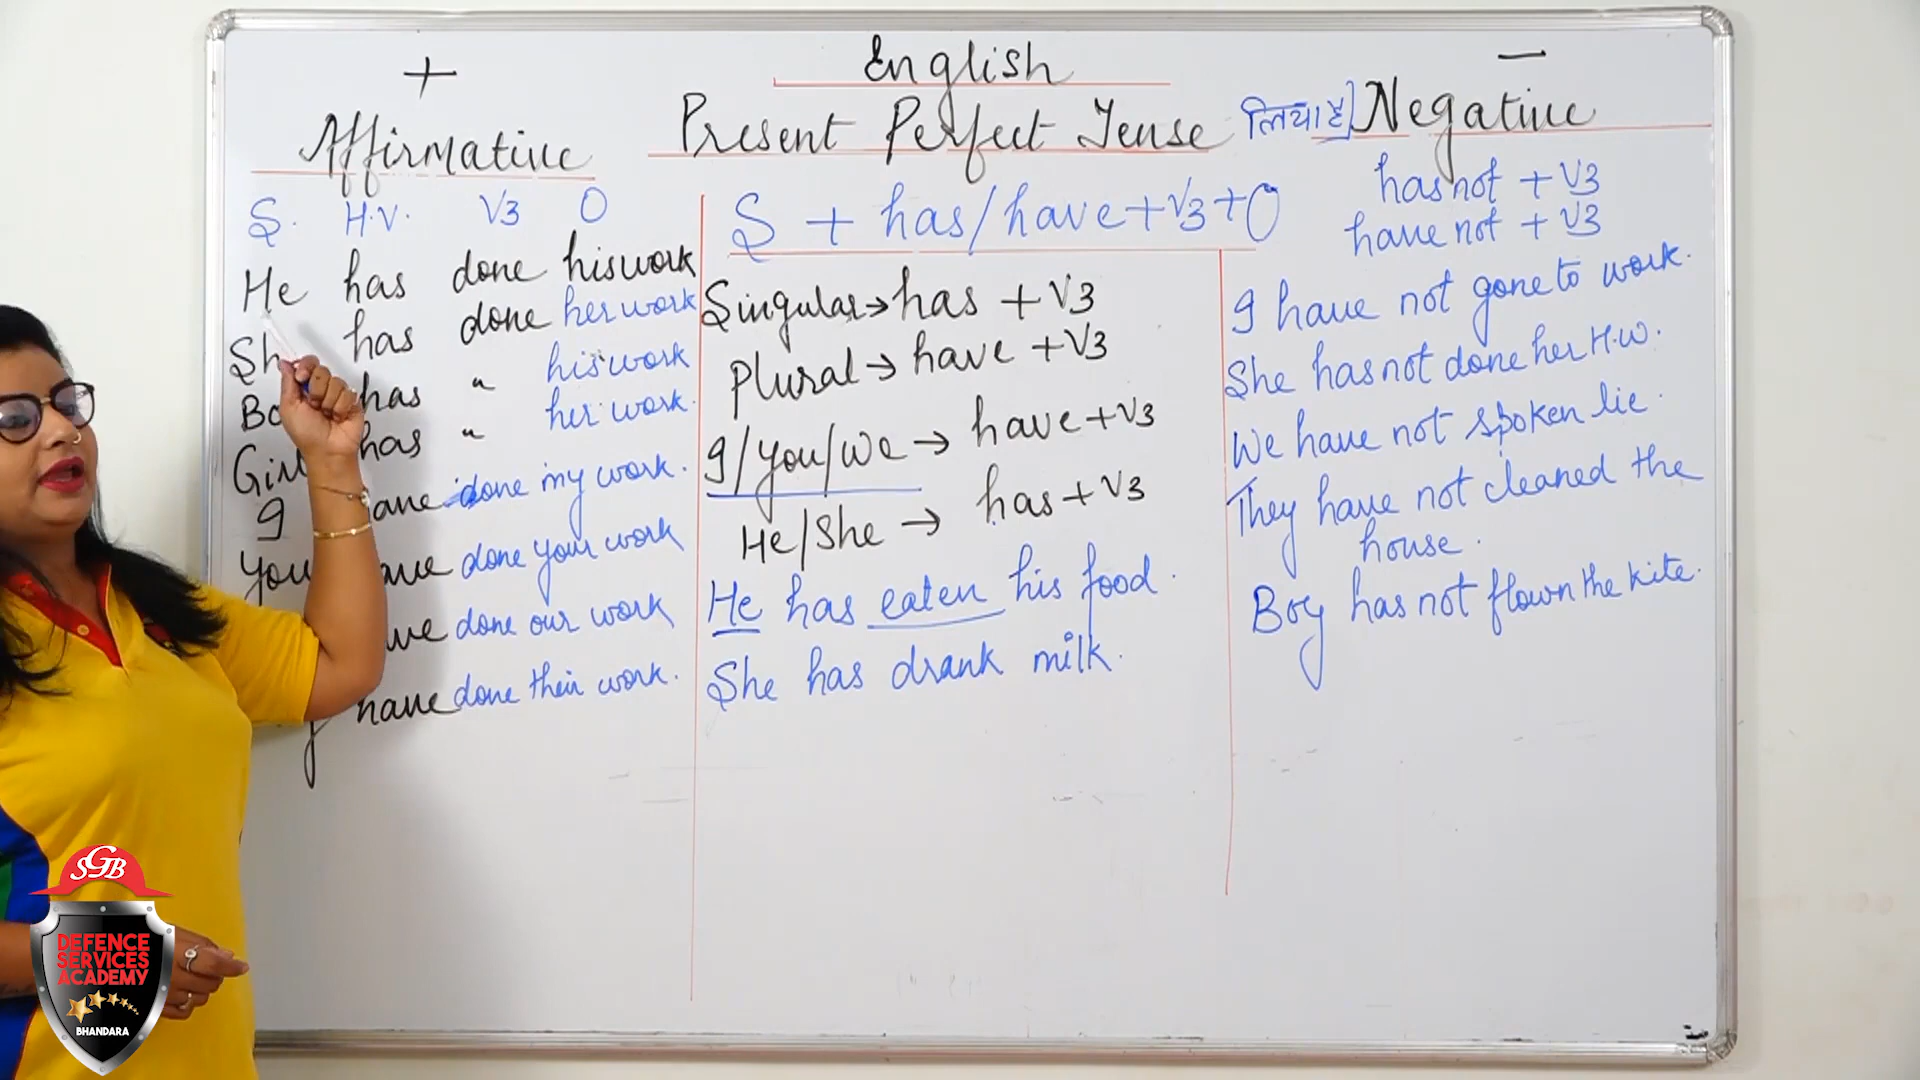 English
Present Perfect Tense लिया है]
+
Affirmative
S. H.V. V3 O
He has done his work
She has done her work
has " his work
Girl has " her work.
I have done my work.
You have done your work
done our work
have done their work.
S + has/have+V3+O
Singular→has + V3
Plural→ have +V3
I/You/We → have+V3
He/She → has+V3
He has eaten his food.
She has drank milk.
—
Negative
has not + V3
have not + V3
I have not gone to work.
She has not done her H.W.
We have not spoken lie.
They have not cleaned the
house.
Boy has not flown the kite.
SGB
DEFENCE
SERVICES
ACADEMY
BHANDARA